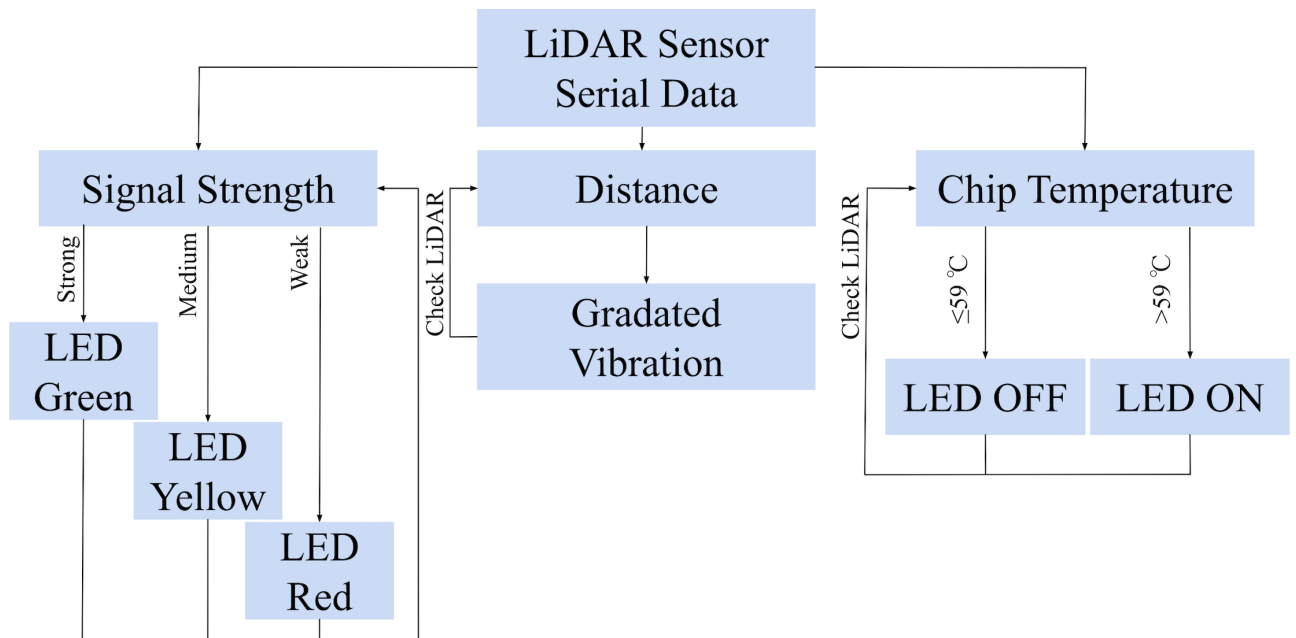 LiDAR Sensor
Serial Data
Signal Strength
Distance
Chip Temperature
Strong
Medium
Weak
Check LiDAR
Check LiDAR
≤59 ℃
>59 ℃
Gradated
Vibration
LED
Green
LED OFF
LED ON
LED
Yellow
LED
Red